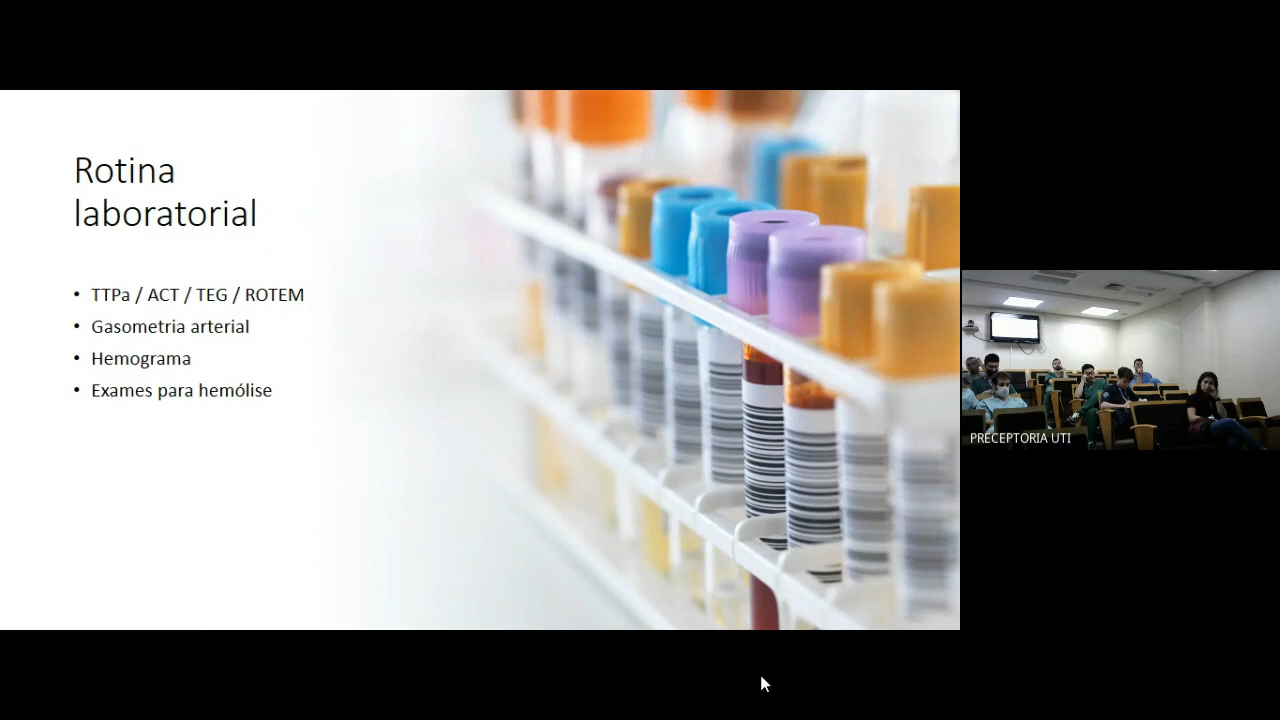 Rotina
laboratorial
• TTPa / ACT / TEG / ROTEM
• Gasometria arterial
• Hemograma
• Exames para hemólise
PRECEPTORIA UTI